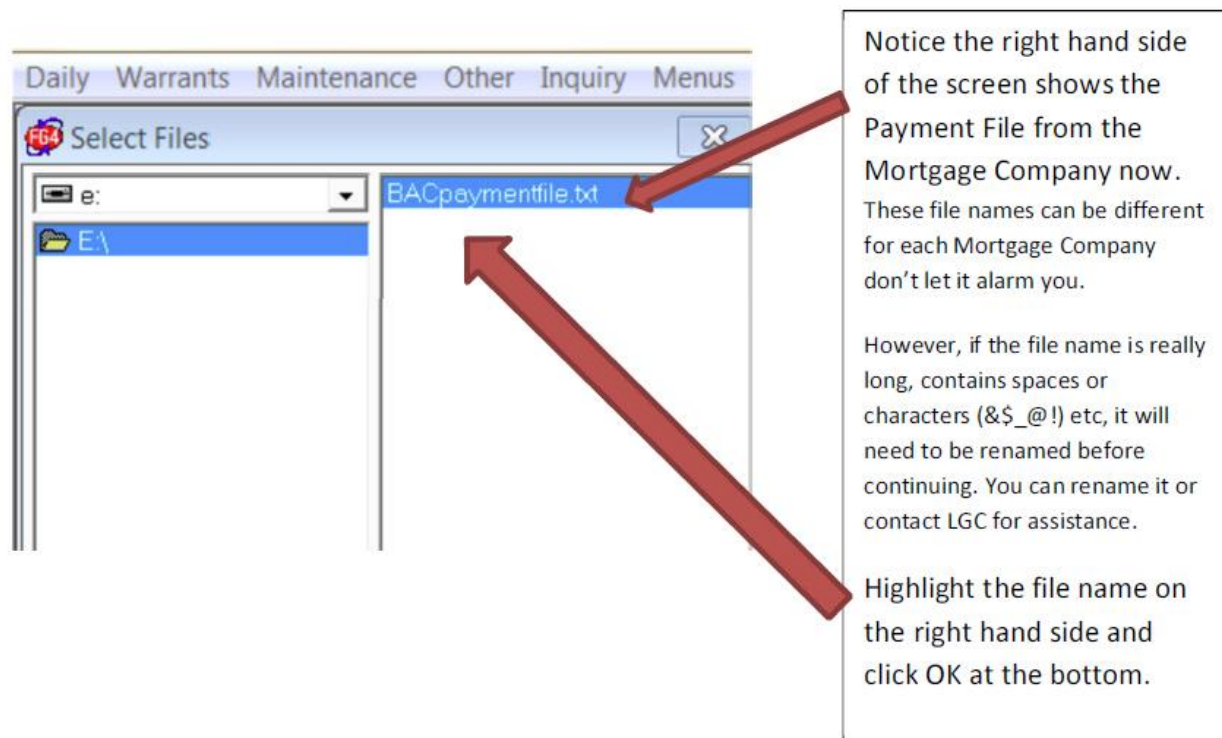 Daily Warrants Maintenance Other Inquiry Menus
FG4 Select Files
e:
E:\
BACpaymentfile.txt
Notice the right hand side
of the screen shows the
Payment File from the
Mortgage Company now.
These file names can be different
for each Mortgage Company
don’t let it alarm you.
However, if the file name is really
long, contains spaces or
characters (&$_@!) etc, it will
need to be renamed before
continuing. You can rename it or
contact LGC for assistance.
Highlight the file name on
the right hand side and
click OK at the bottom.